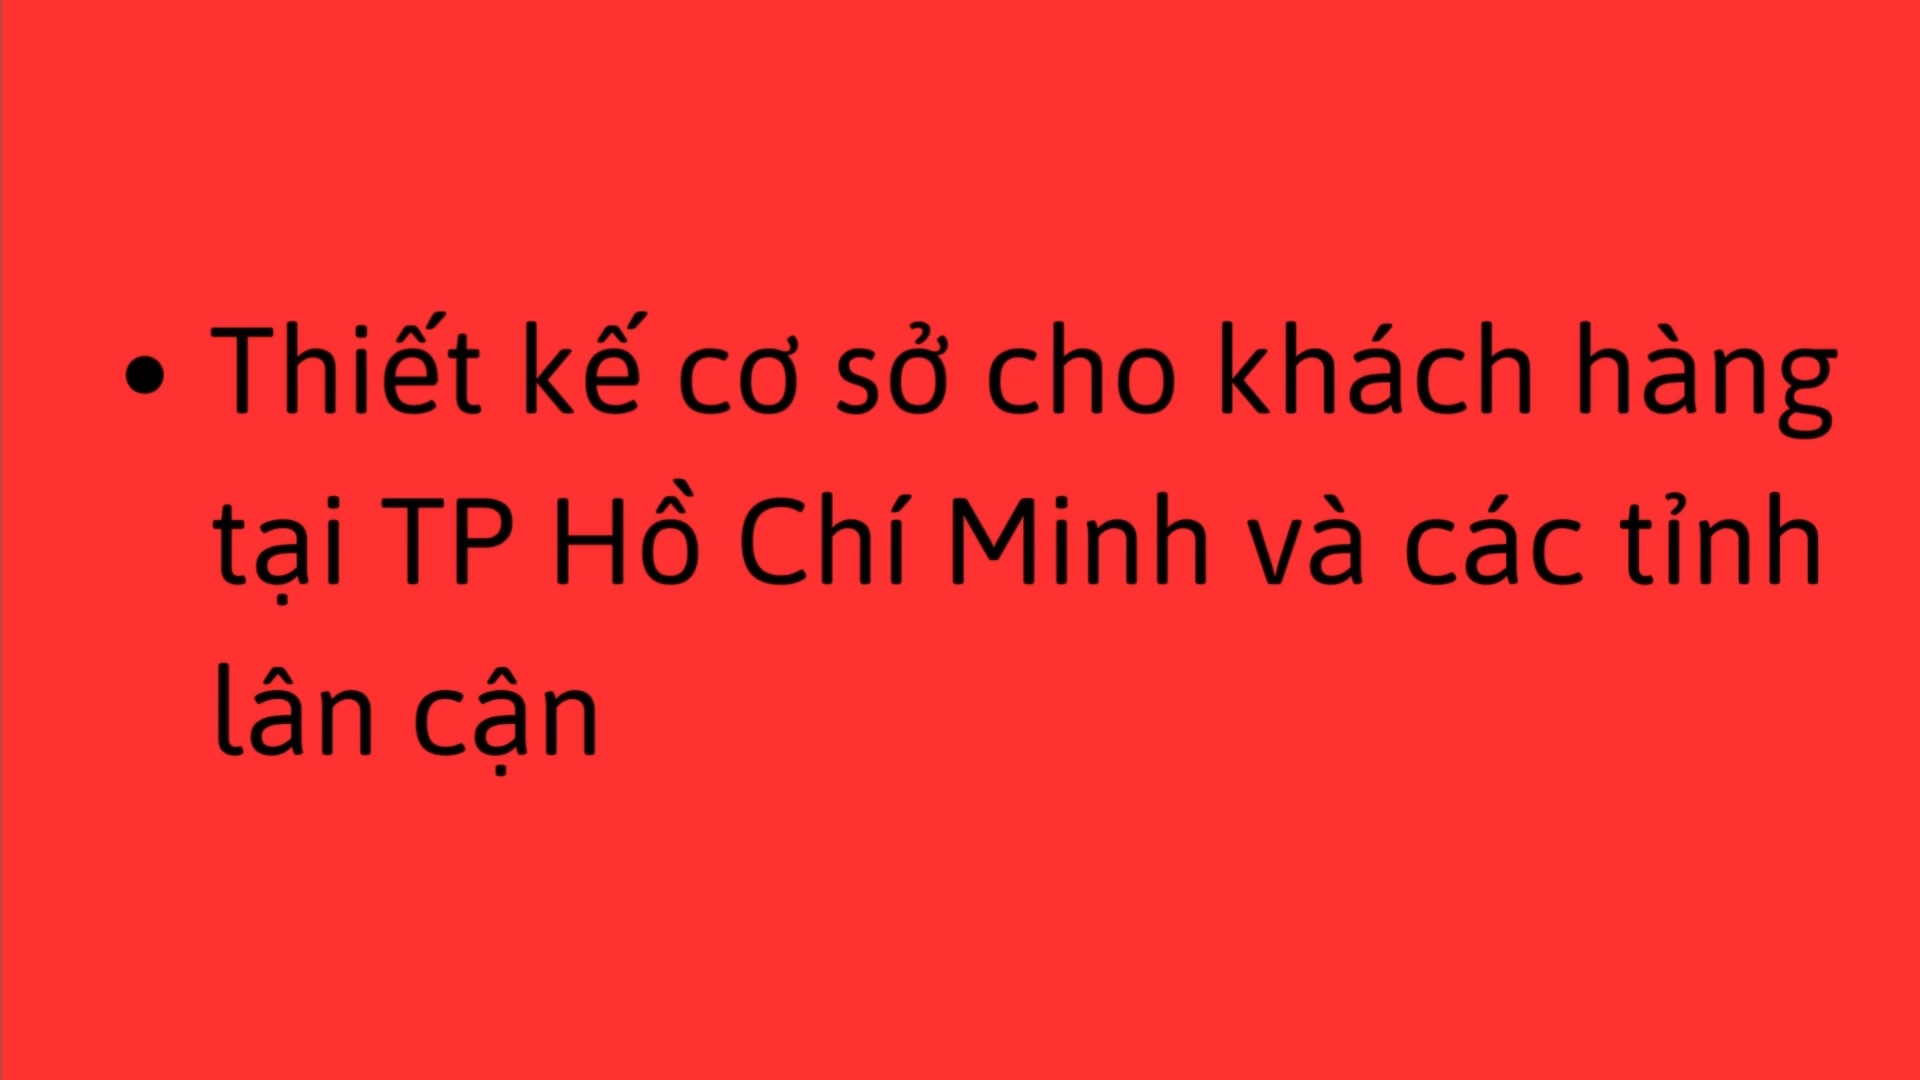 • Thiết kế cơ sở cho khách hàng
tại TP Hồ Chí Minh và các tỉnh
lân cận